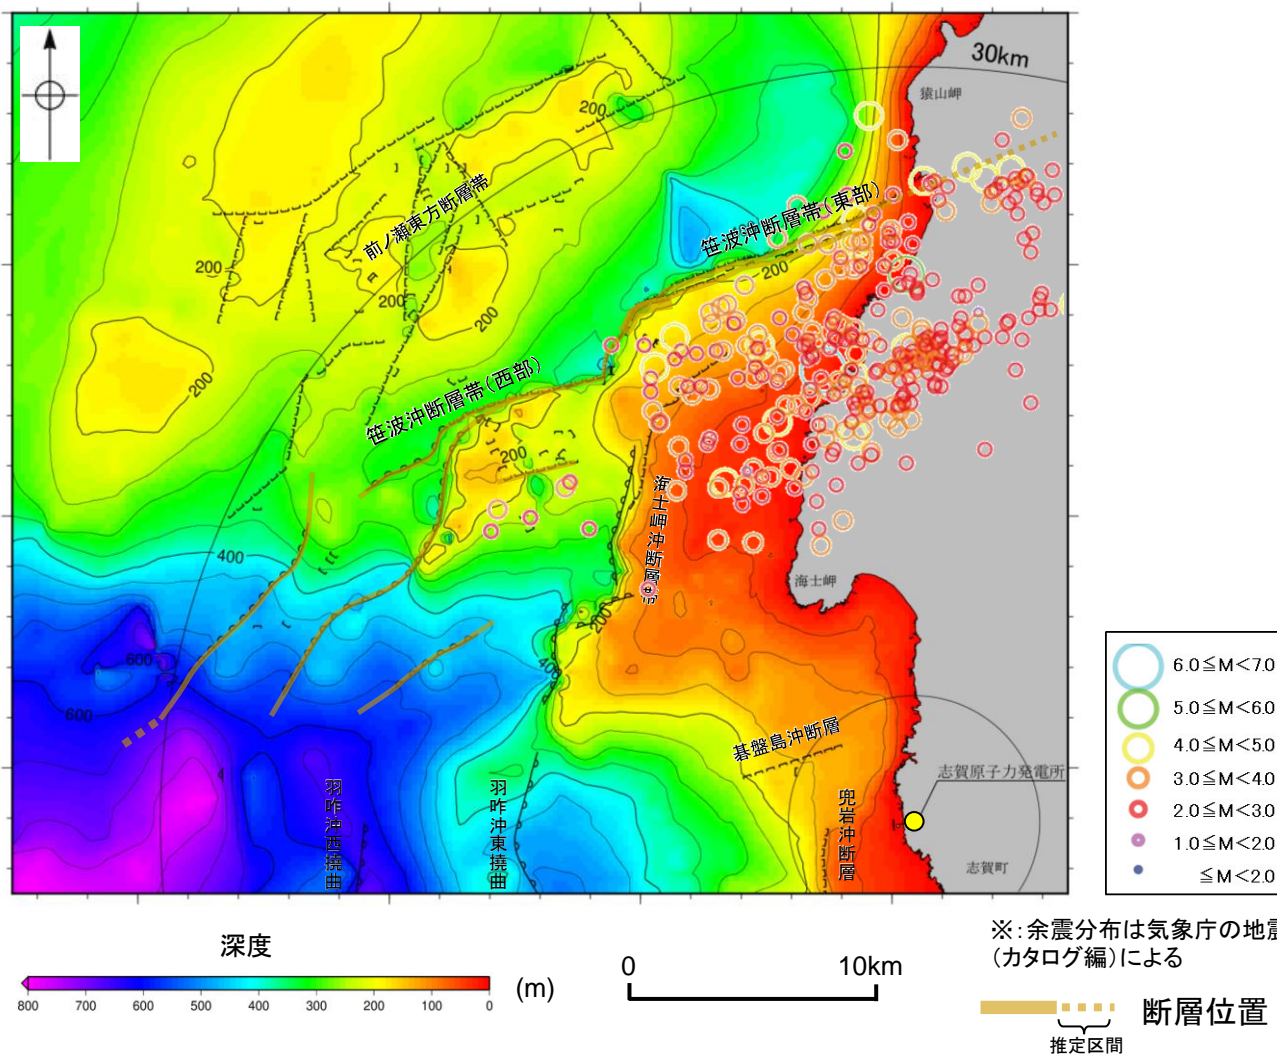 30km
猿山岬
200
笹波沖断層帯(東部)
前ノ瀬東方断層帯
200
200
200
200
200
笹波沖断層帯(西部)
200
海士岬沖断層帯
400
海士岬
200
600
400
600
基盤島沖断層
志賀原子力発電所
羽咋沖西撓曲
羽咋沖東撓曲
兜岩沖断層
志賀町
6.0≦M<7.0
5.0≦M<6.0
4.0≦M<5.0
3.0≦M<4.0
2.0≦M<3.0
1.0≦M<2.0
≦M<2.0
深度
800 700 600 500 400 300 200 100 0
(m)
0 10km
※:余震分布は気象庁の地震
(カタログ編)による
断層位置
推定区間